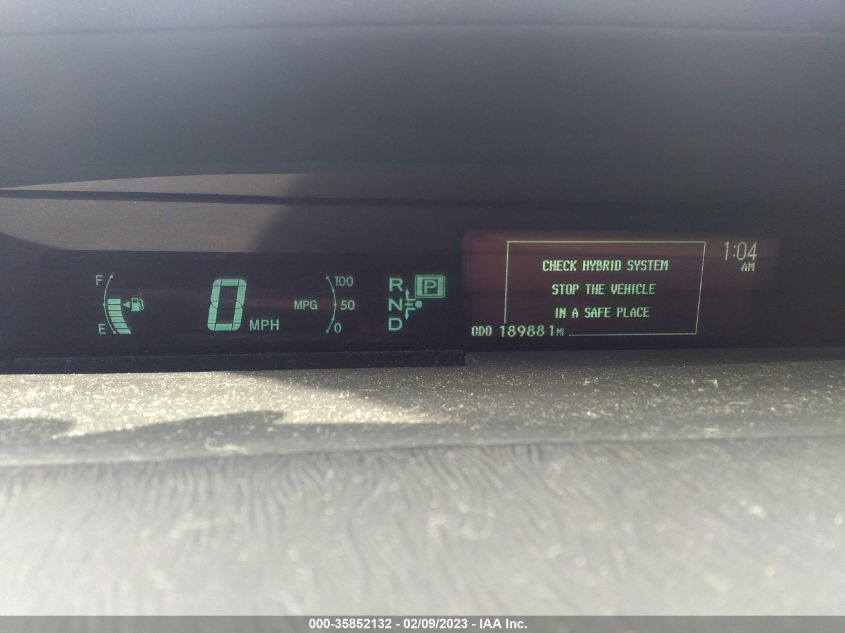 F
E
0 MPH
MPG
100
50
0
R P
N
D
CHECK HYBRID SYSTEM
STOP THE VEHICLE
IN A SAFE PLACE
1:04
AM
ODO 189881 MI
000-35852132 - 02/09/2023 - IAA Inc.